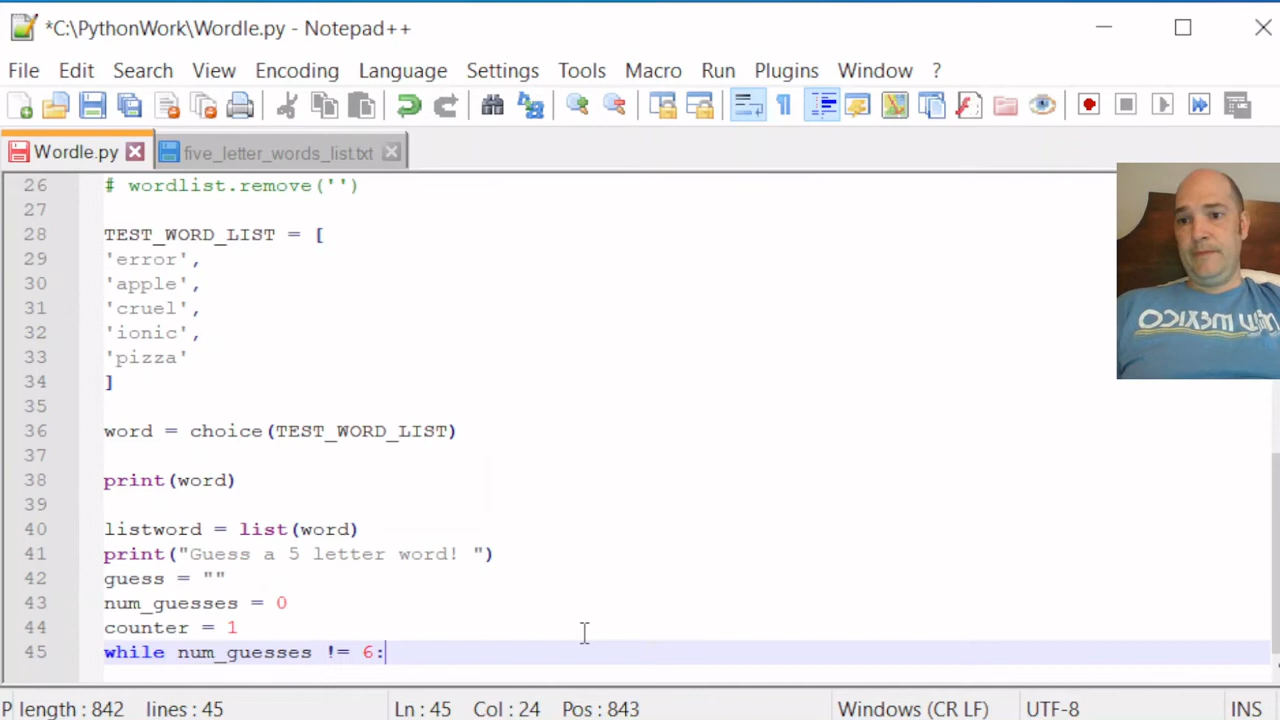 *C:\PythonWork\Wordle.py - Notepad++
File Edit Search View Encoding Language Settings Tools Macro Run Plugins Window ?
Wordle.py five_letter_words_list.txt
26 # wordlist.remove('')
27
28 TEST_WORD_LIST = [
29 'error',
30 'apple',
31 'cruel',
32 'ionic',
33 'pizza'
34 ]
35
36 word = choice(TEST_WORD_LIST)
37
38 print(word)
39
40 listword = list(word)
41 print("Guess a 5 letter word! ")
42 guess = ""
43 num_guesses = 0
44 counter = 1
45 while num_guesses != 6:
P length : 842 lines : 45 Ln : 45 Col : 24 Pos : 843 Windows (CR LF) UTF-8 INS